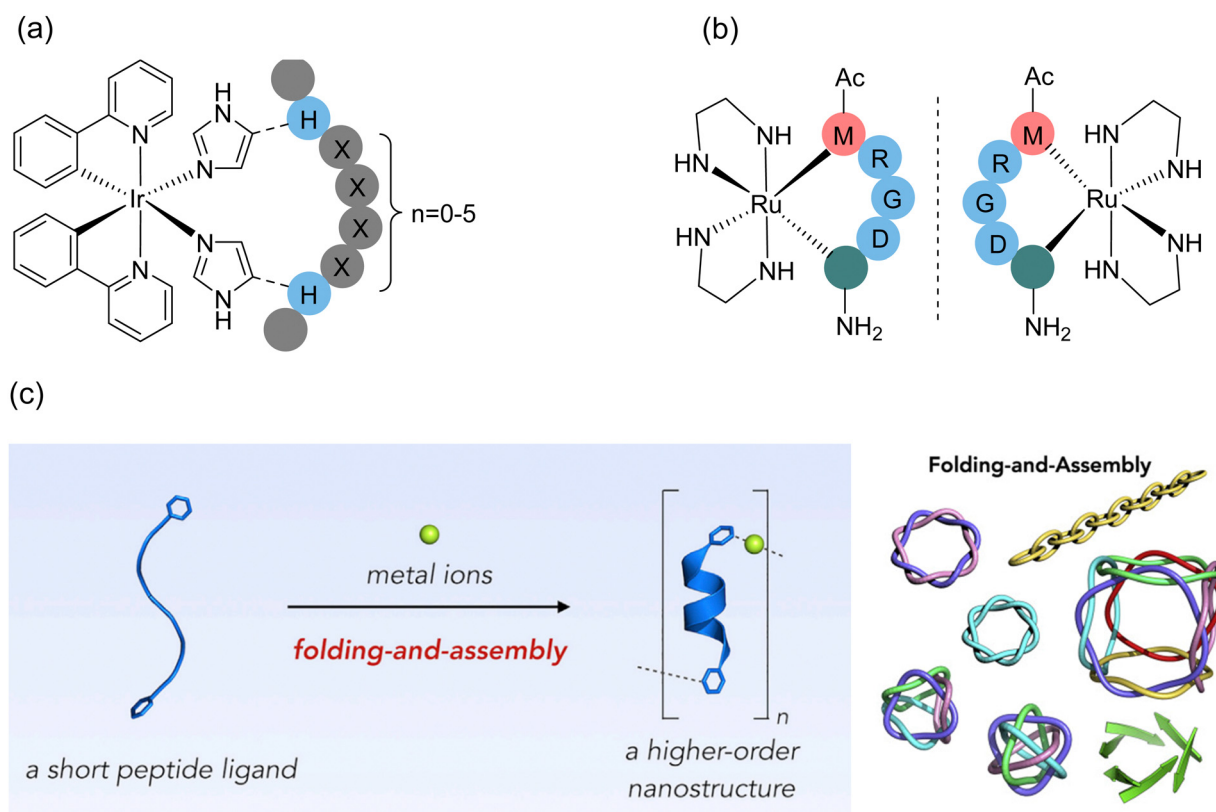 (a)
H
N
N
N
Ir
N
N
N
H
H
X
X
X
X
H
n=0-5
(b)
Ac
M
R
G
D
NH
HN
Ru
HN
NH
NH2
Ac
M
R
G
D
HN
NH
Ru
HN
NH
NH2
(c)
metal ions
folding-and-assembly
a short peptide ligand
n
a higher-order
nanostructure
Folding-and-Assembly